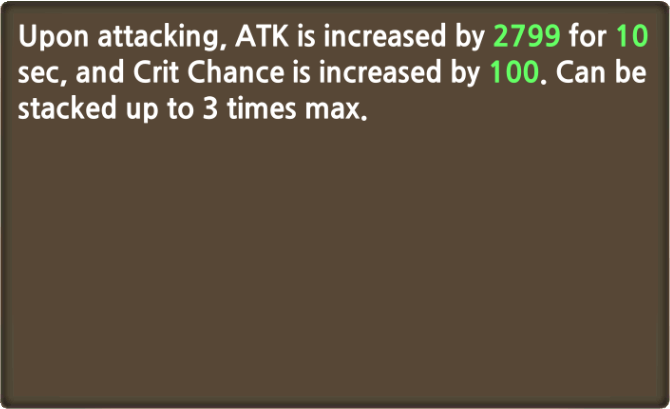 Upon attacking, ATK is increased by 2799 for 10
sec, and Crit Chance is increased by 100. Can be
stacked up to 3 times max.